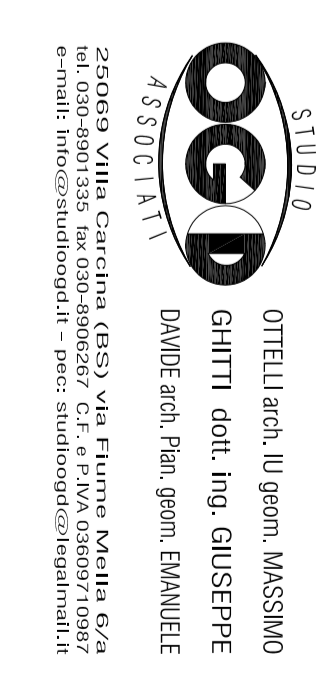 STUDIO
OGD
ASSOCIATI
OTTELLI arch. IU geom. MASSIMO
GHITTI dott. ing. GIUSEPPE
DAVIDE arch. Pian. geom. EMANUELE
25069 Villa Carcina (BS) via Fiume Mella 6/a
tel. 030-8901335 fax 030-8906267 C.F. e P.IVA 03609710987
e-mail: info@studioogd.it - pec: studioogd@legalmail.it